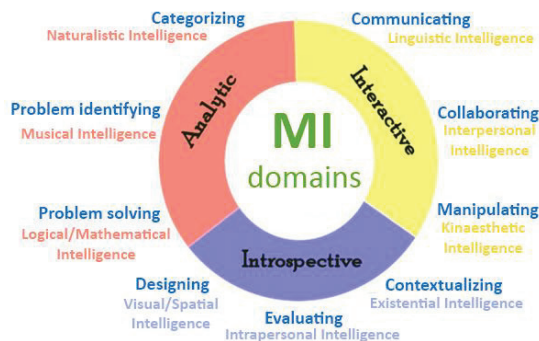 Categorizing
Naturalistic Intelligence
Communicating
Linguistic Intelligence
Analytic
Interactive
MI
domains
Problem identifying
Musical Intelligence
Collaborating
Interpersonal
Intelligence
Problem solving
Logical/Mathematical
Intelligence
Manipulating
Kinaesthetic
Intelligence
Introspective
Designing
Visual/Spatial
Intelligence
Contextualizing
Existential Intelligence
Evaluating
Intrapersonal Intelligence